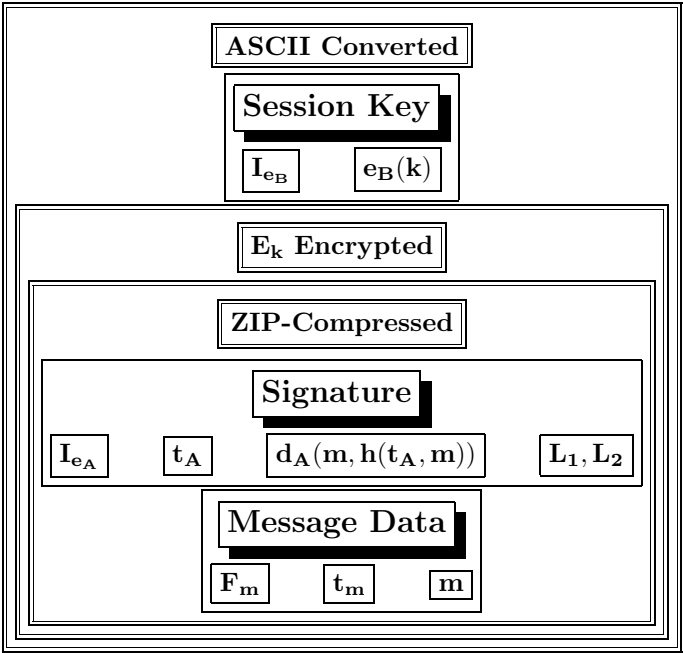 ASCII Converted
Session Key
I_{e_B} e_B(k)
E_k Encrypted
ZIP-Compressed
Signature
I_{e_A} t_A d_A(m, h(t_A, m)) L_1, L_2
Message Data
F_m t_m m